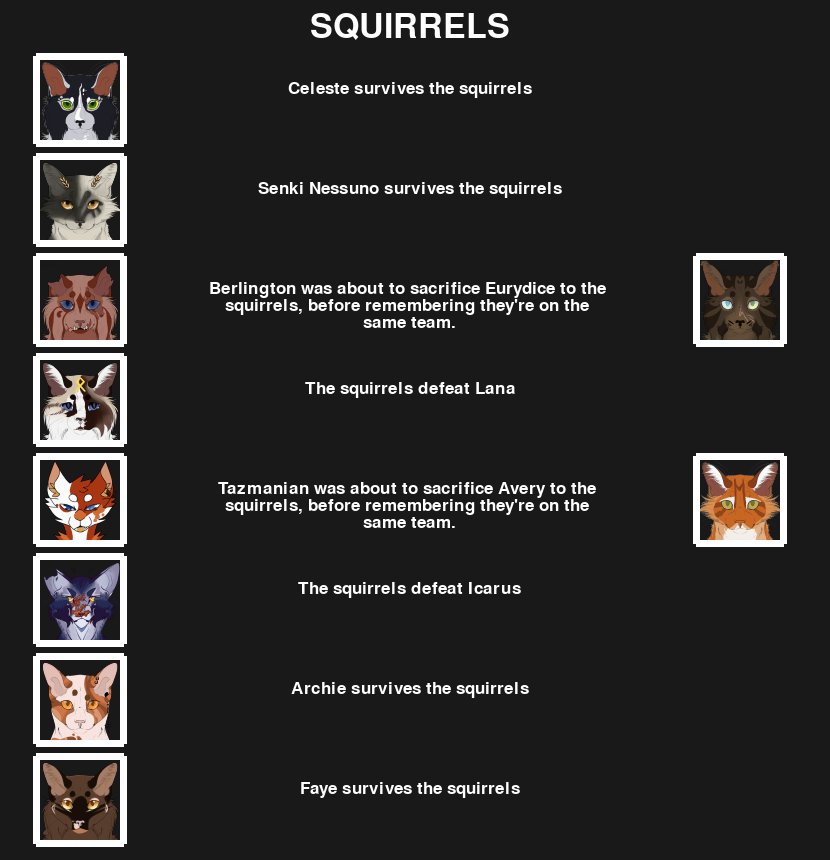 SQUIRRELS
Celeste survives the squirrels
Senki Nessuno survives the squirrels
Berlington was about to sacrifice Eurydice to the
squirrels, before remembering they're on the
same team.
The squirrels defeat Lana
Tazmanian was about to sacrifice Avery to the
squirrels, before remembering they're on the
same team.
The squirrels defeat Icarus
Archie survives the squirrels
Faye survives the squirrels